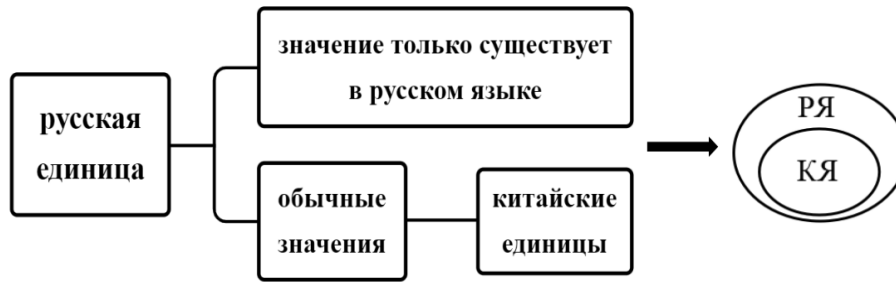 русская
единица
значение только существует
в русском языке
обычные
значения
китайские
единицы
РЯ
КЯ